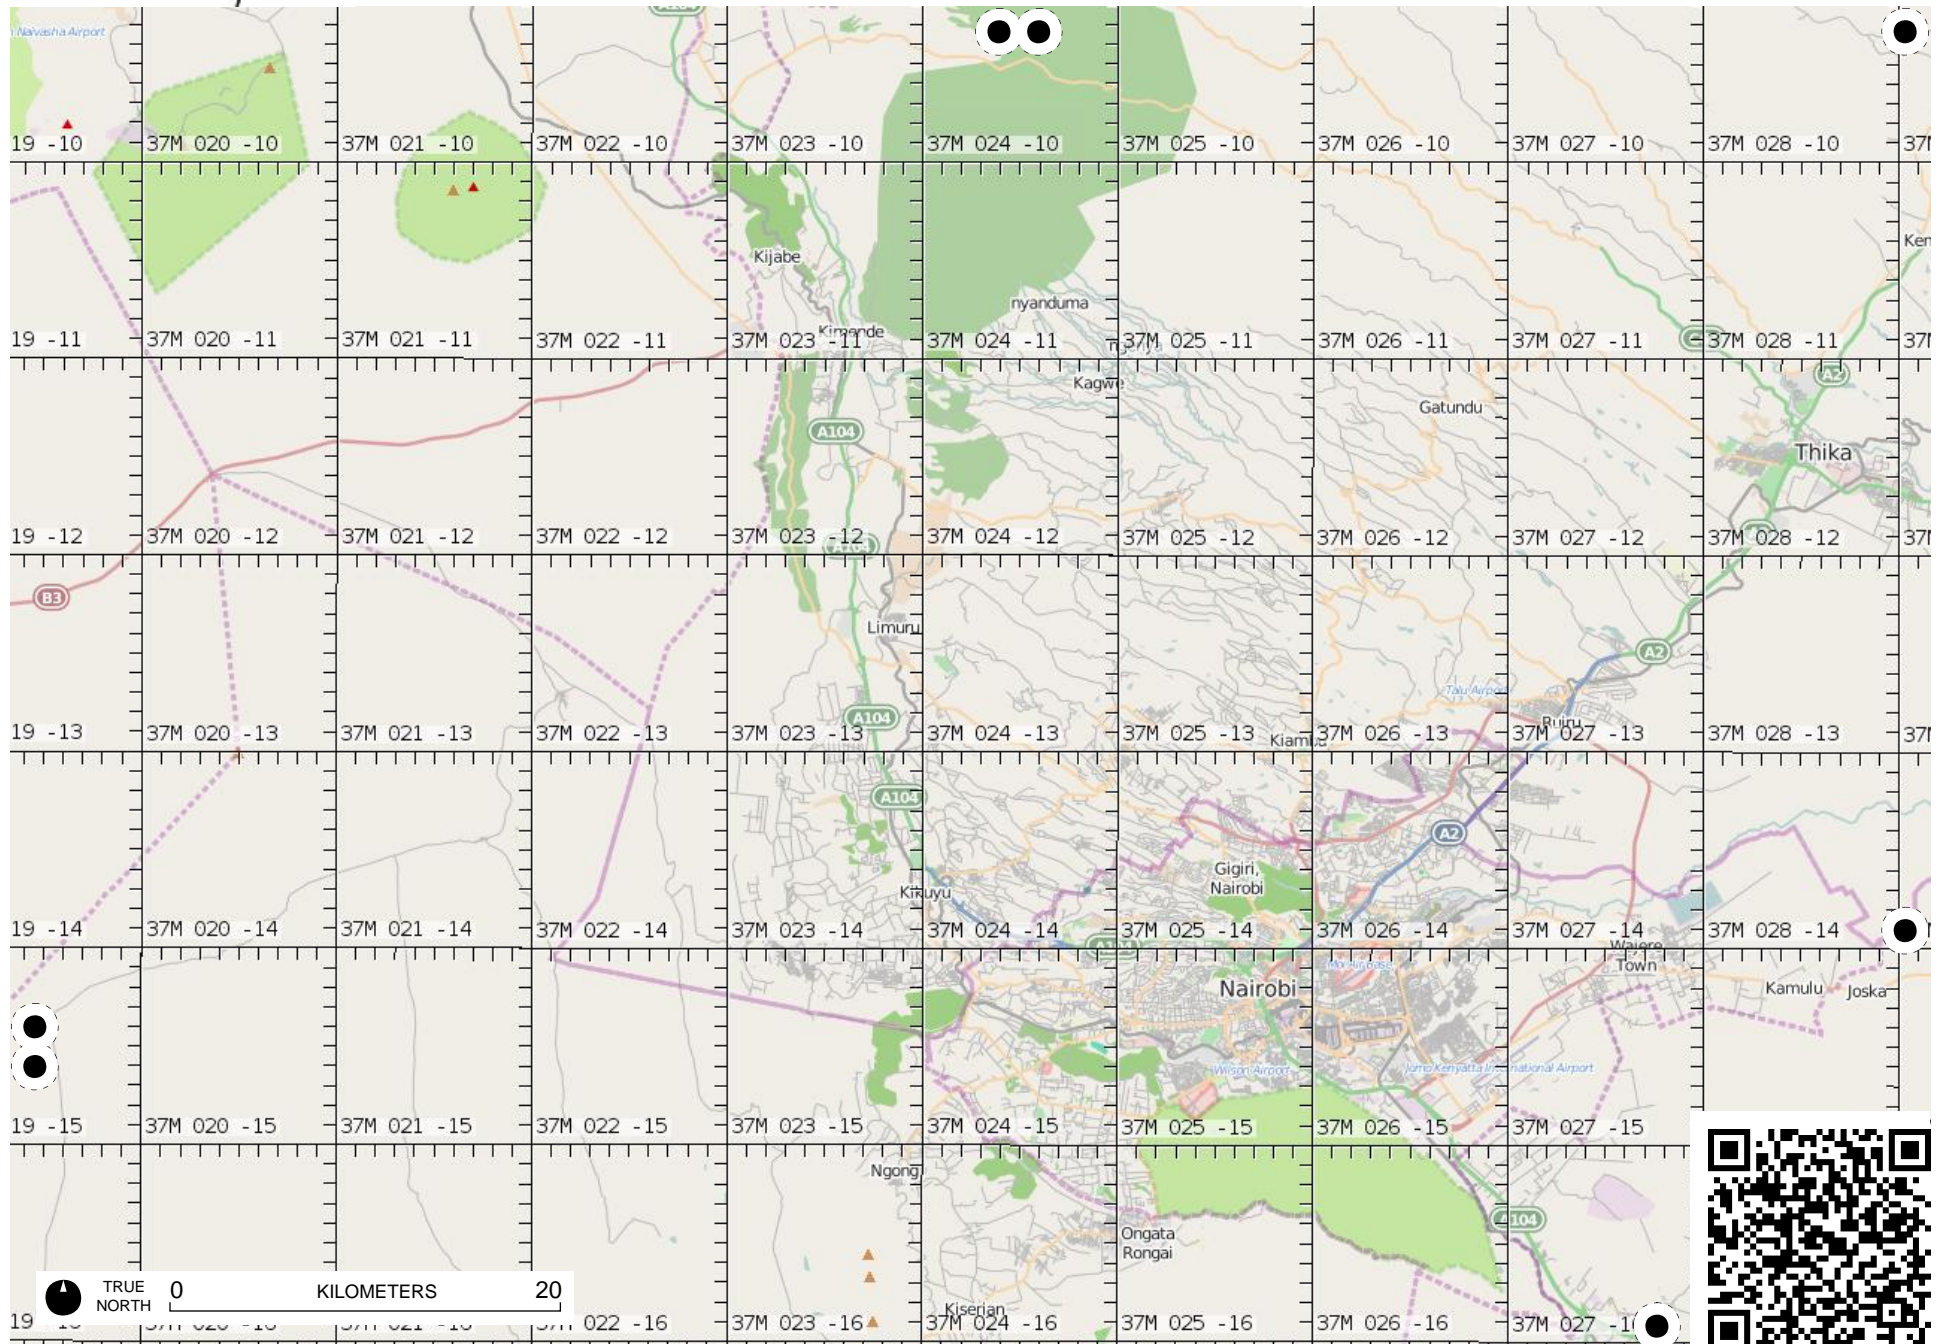 Naivasha Airport
A104
19 -10
37M 020 -10
37M 021 -10
37M 022 -10
37M 023 -10
37M 024 -10
37M 025 -10
37M 026 -10
37M 027 -10
37M 028 -10
Kijabe
nyanduma
Kimende
19 -11
37M 020 -11
37M 021 -11
37M 022 -11
37M 023 -11
37M 024 -11
37M 025 -11
37M 026 -11
37M 027 -11
37M 028 -11
A2
Kagwe
Gatundu
A104
Thika
19 -12
37M 020 -12
37M 021 -12
37M 022 -12
37M 023 -12
37M 024 -12
37M 025 -12
37M 026 -12
37M 027 -12
37M 028 -12
A104
B3
Limuru
A2
Talu Airport
A104
Ruiru
19 -13
37M 020 -13
37M 021 -13
37M 022 -13
37M 023 -13
37M 024 -13
37M 025 -13
Kiambu
37M 026 -13
37M 027 -13
37M 028 -13
A104
A2
Gigiri,
Nairobi
Kikuyu
19 -14
37M 020 -14
37M 021 -14
37M 022 -14
37M 023 -14
37M 024 -14
37M 025 -14
37M 026 -14
37M 027 -14
37M 028 -14
A104
Town
Moi Air Base
Nairobi
Kamulu
Joska
Wilson Airport
Jomo Kenyatta International Airport
19 -15
37M 020 -15
37M 021 -15
37M 022 -15
37M 023 -15
37M 024 -15
37M 025 -15
37M 026 -15
37M 027 -15
Ngong
A104
Ongata
Rongai
TRUE
NORTH
0 KILOMETERS 20
Kiserian
022 -16
37M 023 -16
37M 024 -16
37M 025 -16
37M 026 -16
37M 027